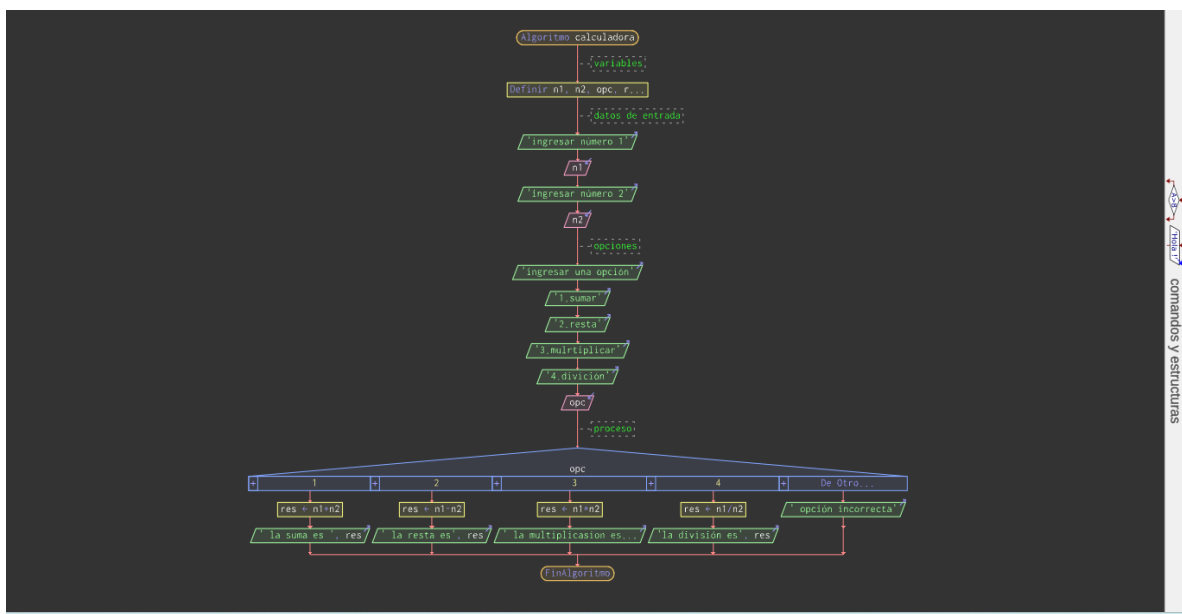 Algoritmo calculadora
variables
Definir n1, n2, opc, r...
datos de entrada
'ingresar número 1'
n1
'ingresar número 2'
n2
opciones
'ingresar una opción'
'1.sumar'
'2.resta'
'3.mulrtiplicar'
'4.divición'
opc
proceso
opc
1 2 3 4 De Otro...
res ← n1+n2 res ← n1-n2 res ← n1*n2 res ← n1/n2 ' opción incorrecta'
' la suma es ', res 'la resta es', res ' la multiplicasion es... 'la división es', res
FinAlgoritmo
A>B
'Hola !'
comandos y estructuras